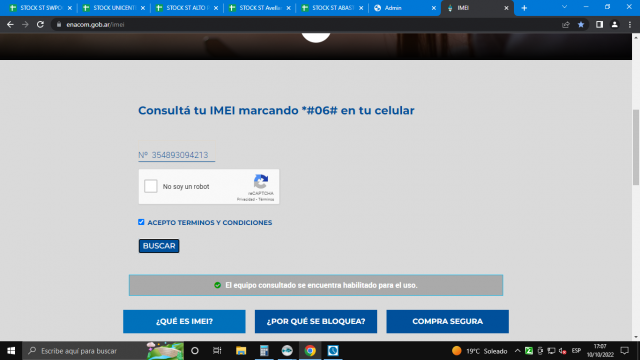 STOCK ST SWPC
STOCK UNICENT
STOCK ST ALTO
STOCK ST Avella
STOCK ST ABAST
Admin
IMEI
enacom.gob.ar/imei
Consultá tu IMEI marcando *#06# en tu celular
Nº 354893094213
No soy un robot
reCAPTCHA
Privacidad - Términos
ACEPTO TERMINOS Y CONDICIONES
BUSCAR
El equipo consultado se encuentra habilitado para el uso.
¿QUÉ ES IMEI?
¿POR QUÉ SE BLOQUEA?
COMPRA SEGURA
Escribe aquí para buscar
19°C Soleado
ESP
17:07
10/10/2022